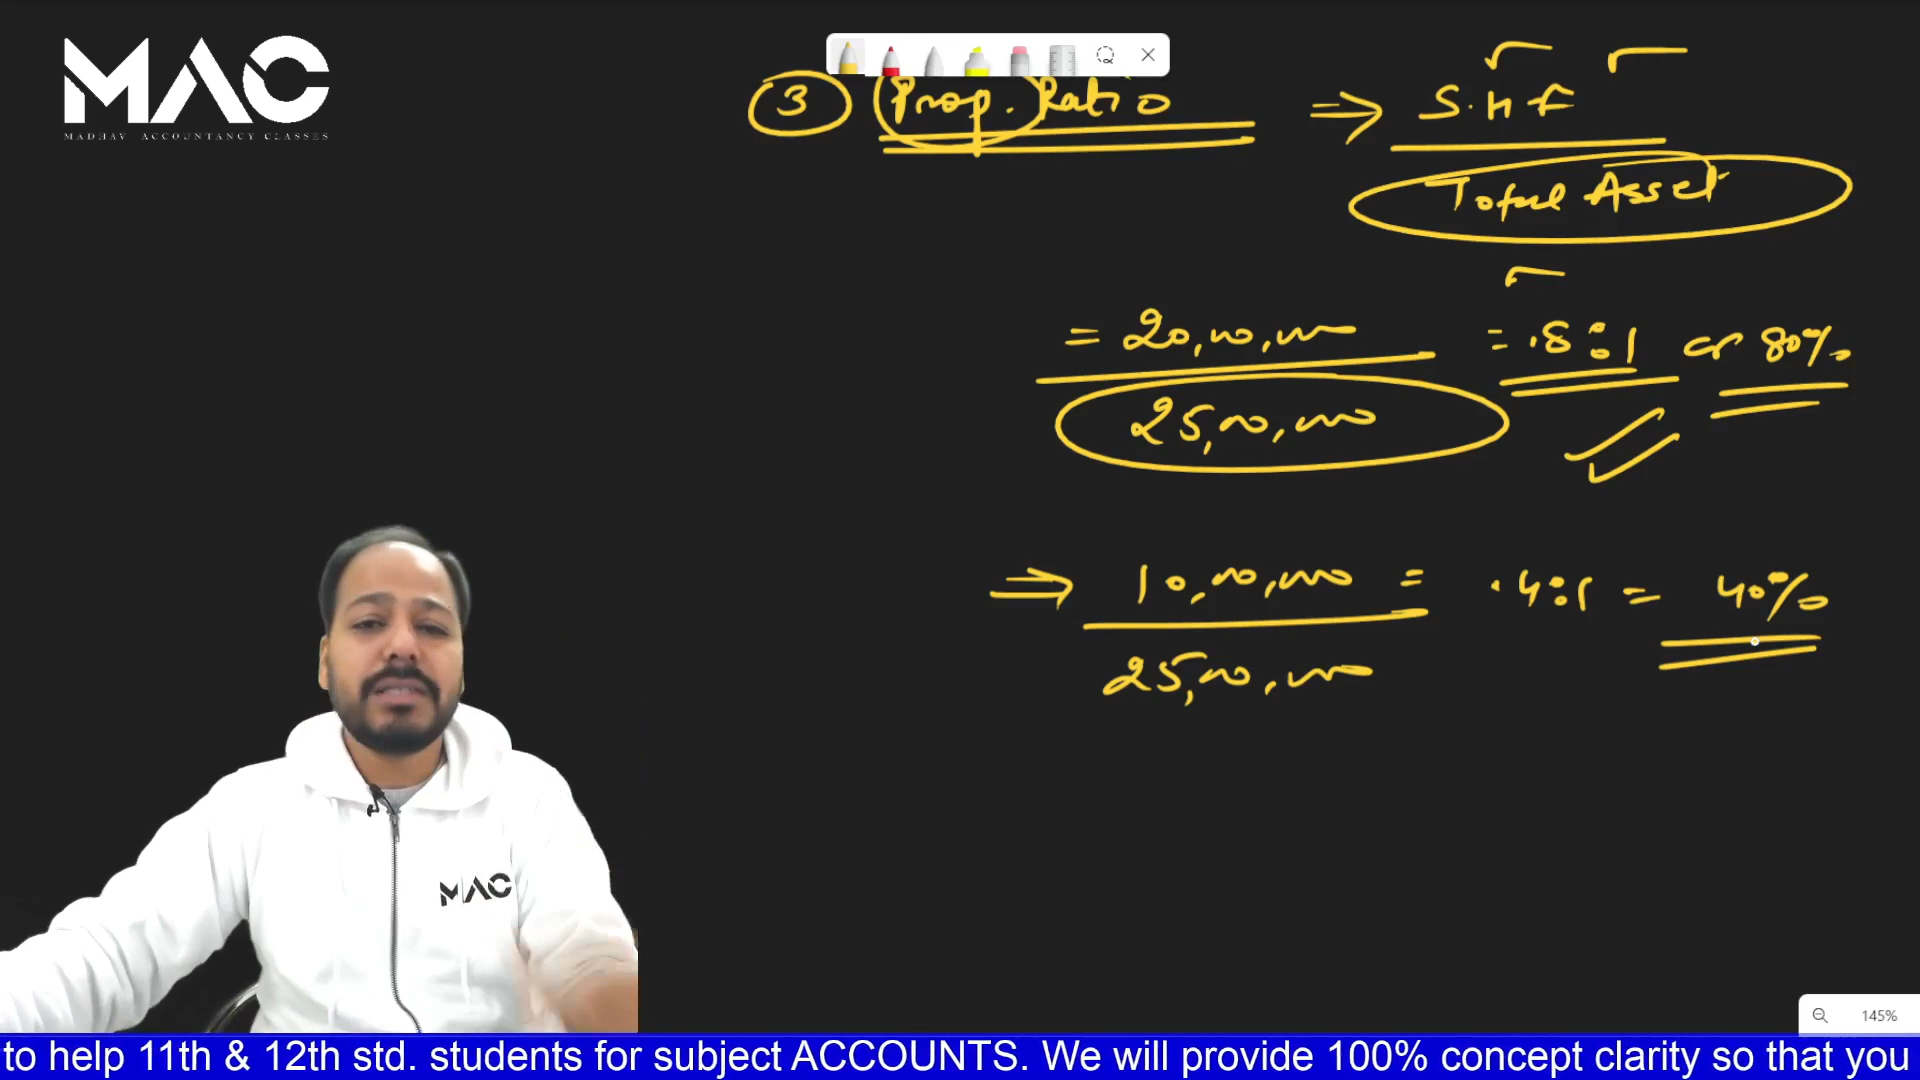 MAC
MADHAV ACCOUNTANCY CLASSES
3 Prop. Ratio => S.H.F
Total Asset
= 20,00,000 = .8:1 or 80%
25,00,000
=> 10,00,000 = .4:1 = 40%
25,00,000
MAC
145%
to help 11th & 12th std. students for subject ACCOUNTS. We will provide 100% concept clarity so that you